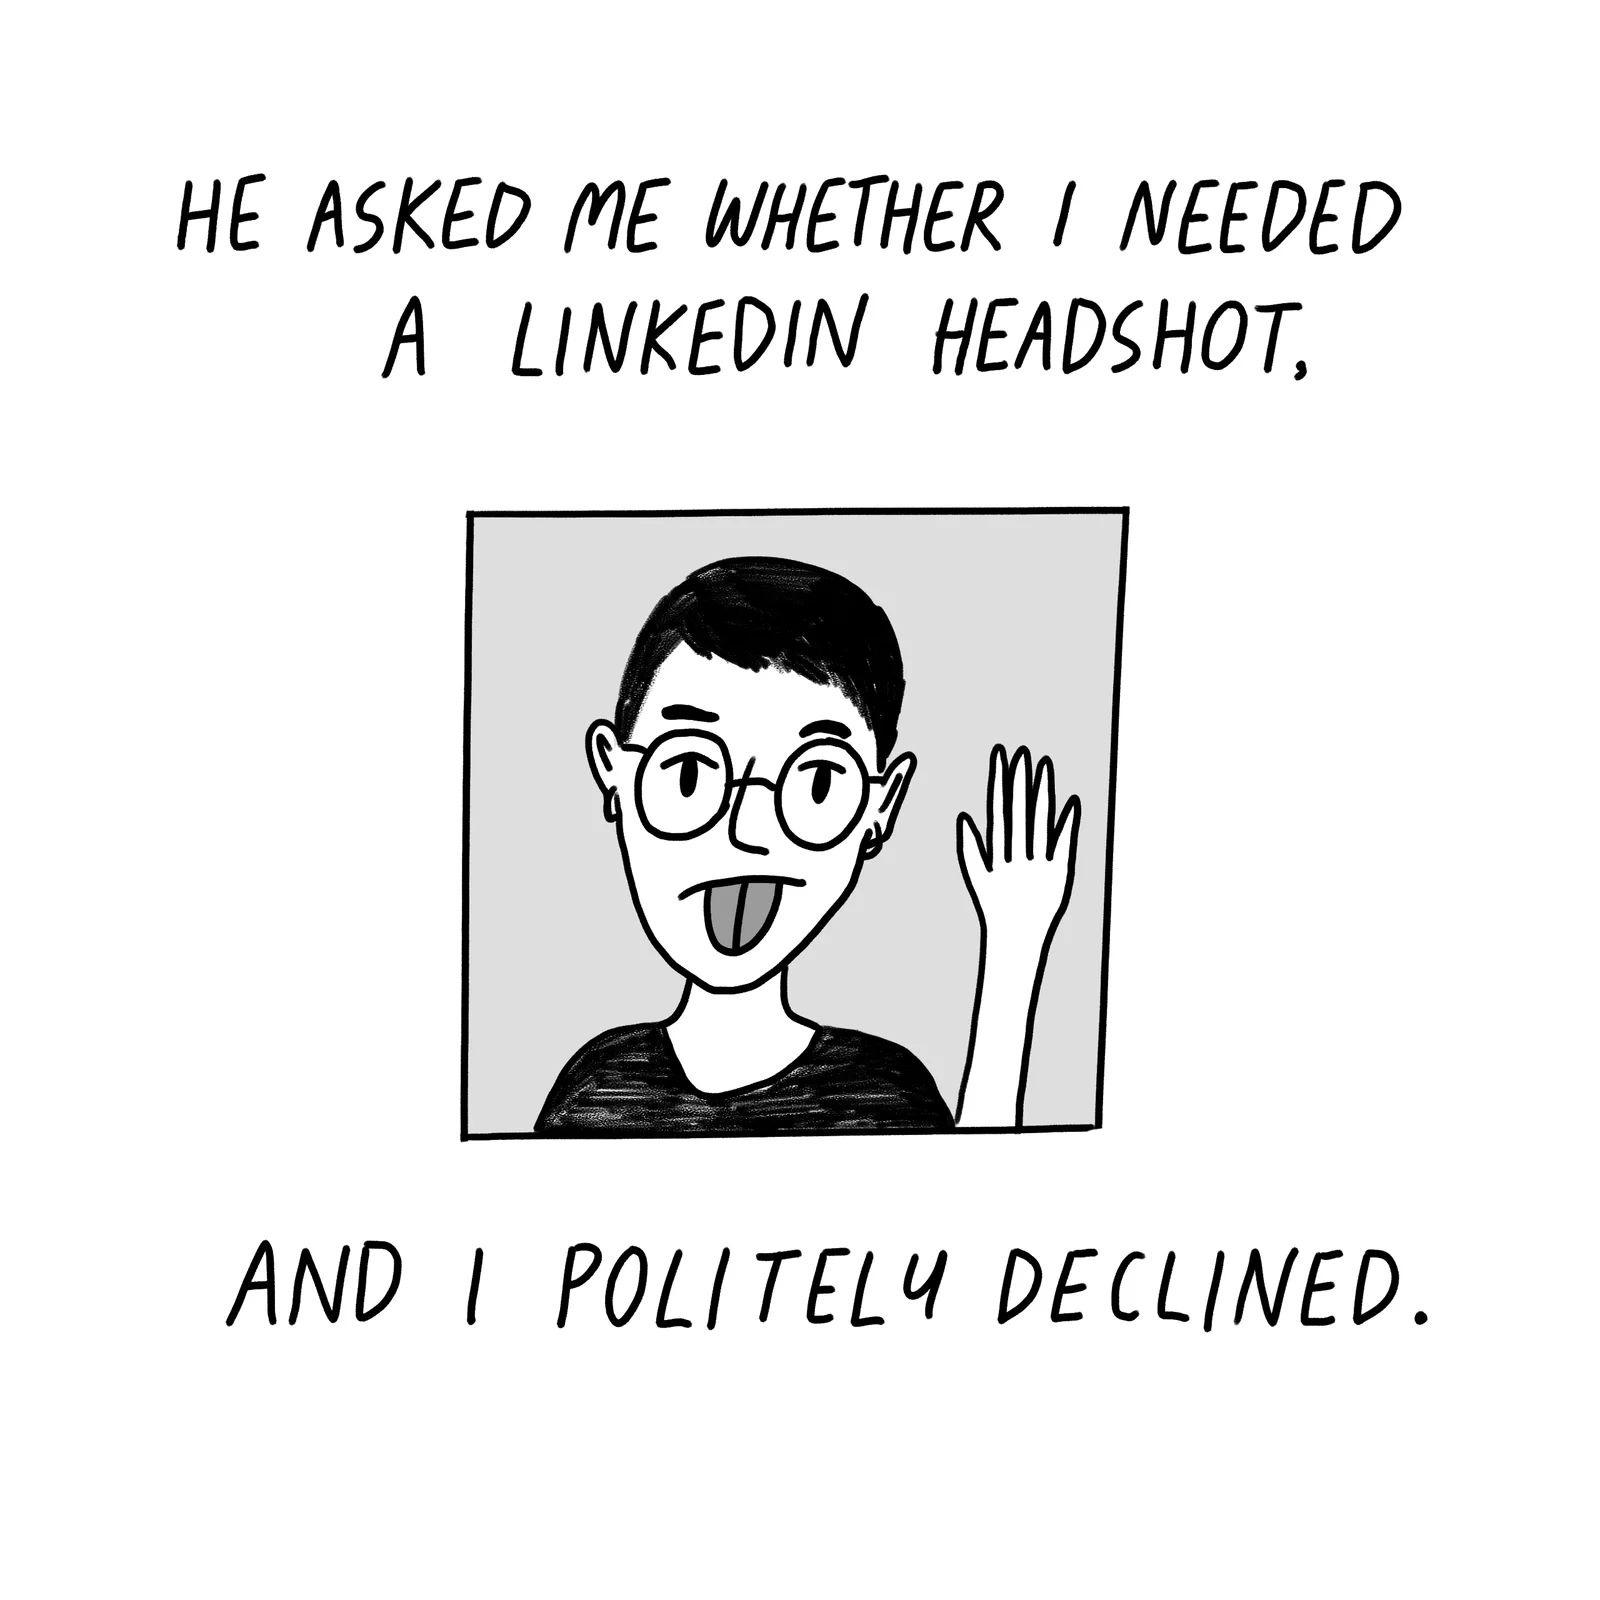 HE ASKED ME WHETHER I NEEDED
A LINKEDIN HEADSHOT,
AND I POLITELY DECLINED.